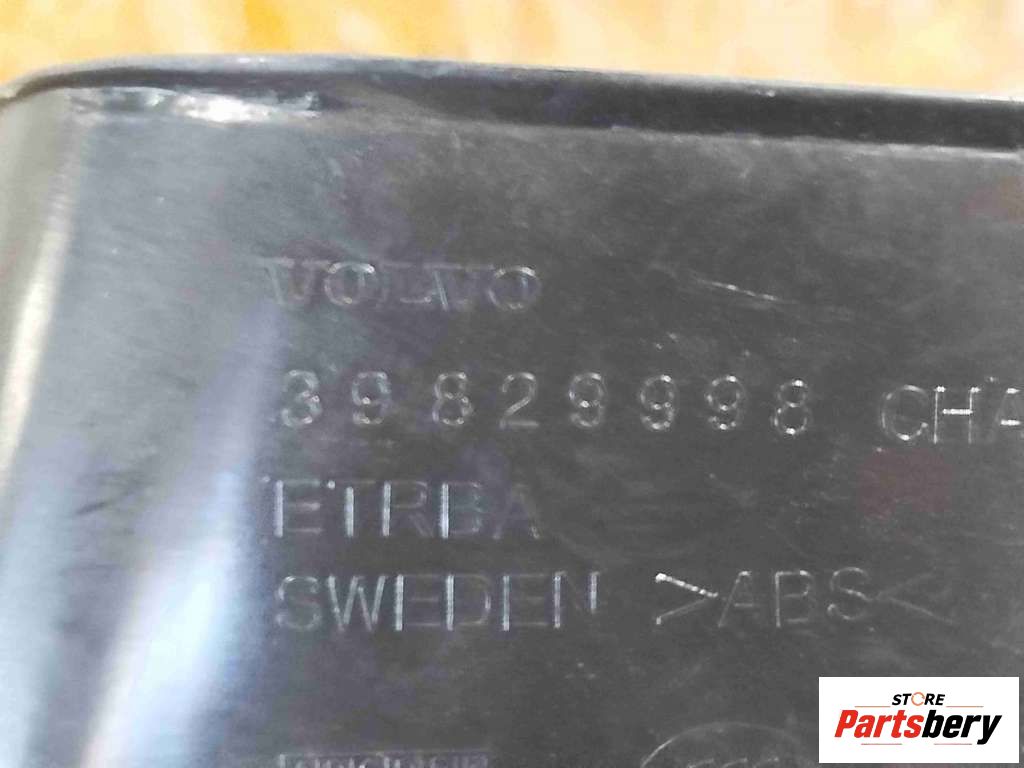 VOLVO
39829998 CHA
ETRBA
SWEDEN >ABS<
STORE
Partsbery